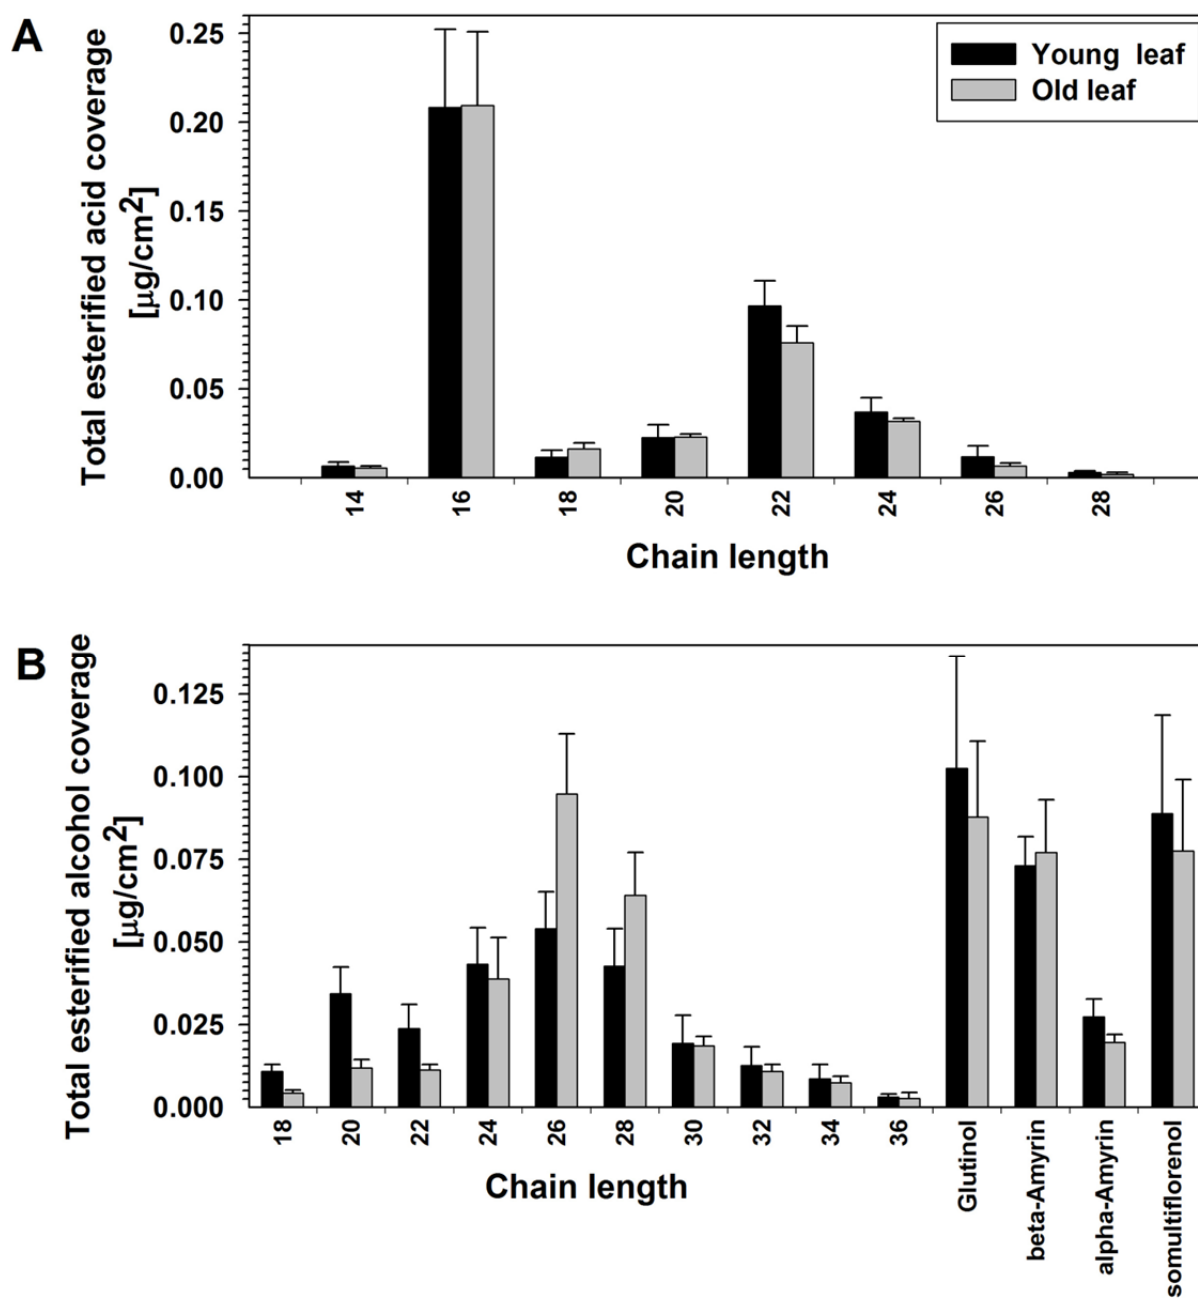 A
Total esterified acid coverage
[µg/cm2]
0.25
0.20
0.15
0.10
0.05
0.00
Young leaf
Old leaf
14
16
18
20
22
24
26
28
Chain length
B
Total esterified alcohol coverage
[µg/cm2]
0.125
0.100
0.075
0.050
0.025
0.000
18
20
22
24
26
28
30
32
34
36
Glutinol
beta-Amyrin
alpha-Amyrin
somultiflorenol
Chain length